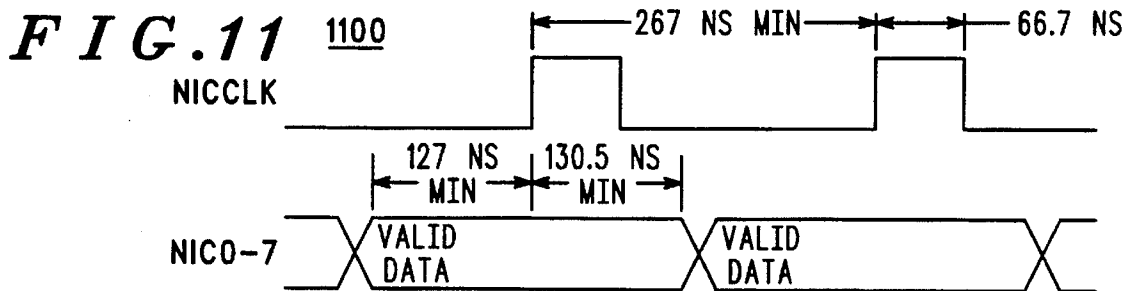 FIG.11 1100
267 NS MIN
66.7 NS
NICCLK
127 NS
MIN
130.5 NS
MIN
NIC0-7
VALID
DATA
VALID
DATA